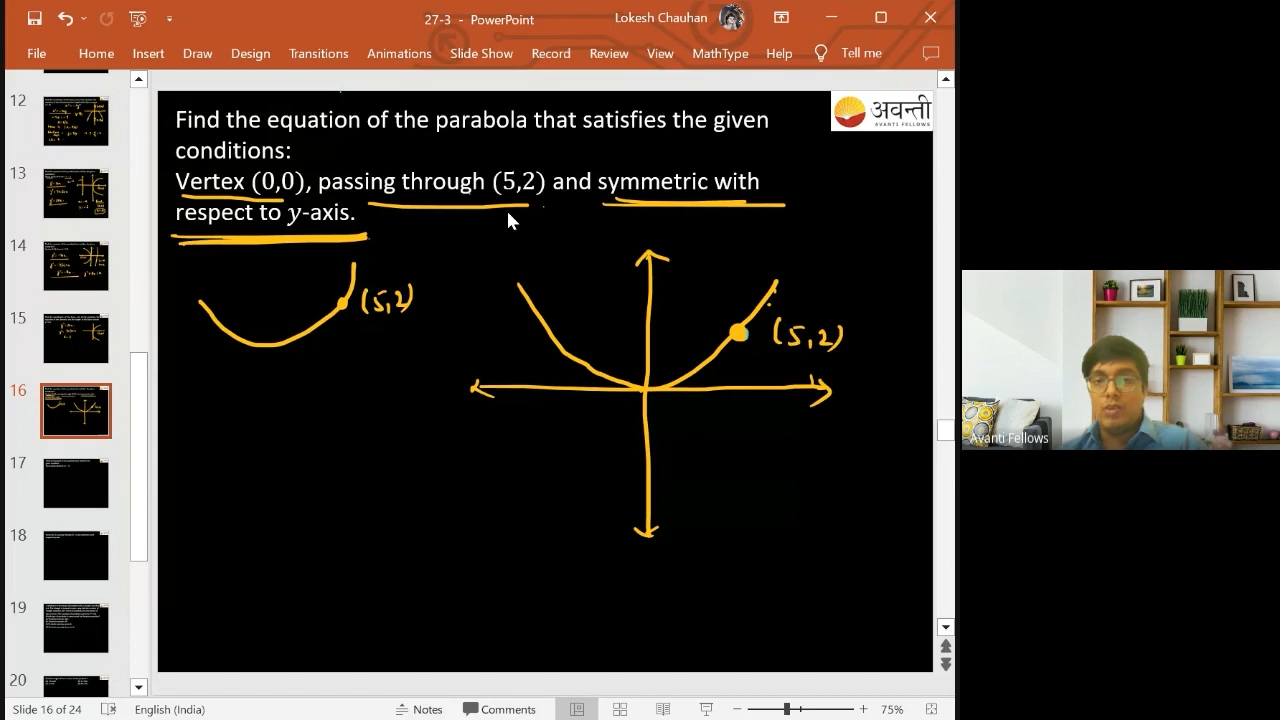 27-3 - PowerPoint
Lokesh Chauhan
File Home Insert Draw Design Transitions Animations Slide Show Record Review View MathType Help Tell me
12
13
14
15
16
17
18
19
20
Find the equation of the parabola that satisfies the given
conditions:
Vertex (0,0), passing through (5,2) and symmetric with
respect to y-axis.
अवन्ती
AVANTI FELLOWS
(5,2)
(5,2)
Avanti Fellows
Slide 16 of 24 English (India) Notes Comments 75%